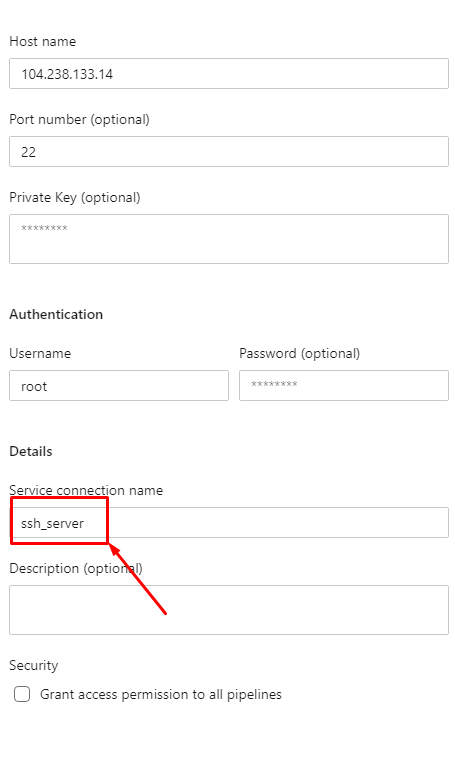 Host name
104.238.133.14
Port number (optional)
22
Private Key (optional)
********
Authentication
Username
Password (optional)
root
********
Details
Service connection name
ssh_server
Description (optional)
Security
Grant access permission to all pipelines